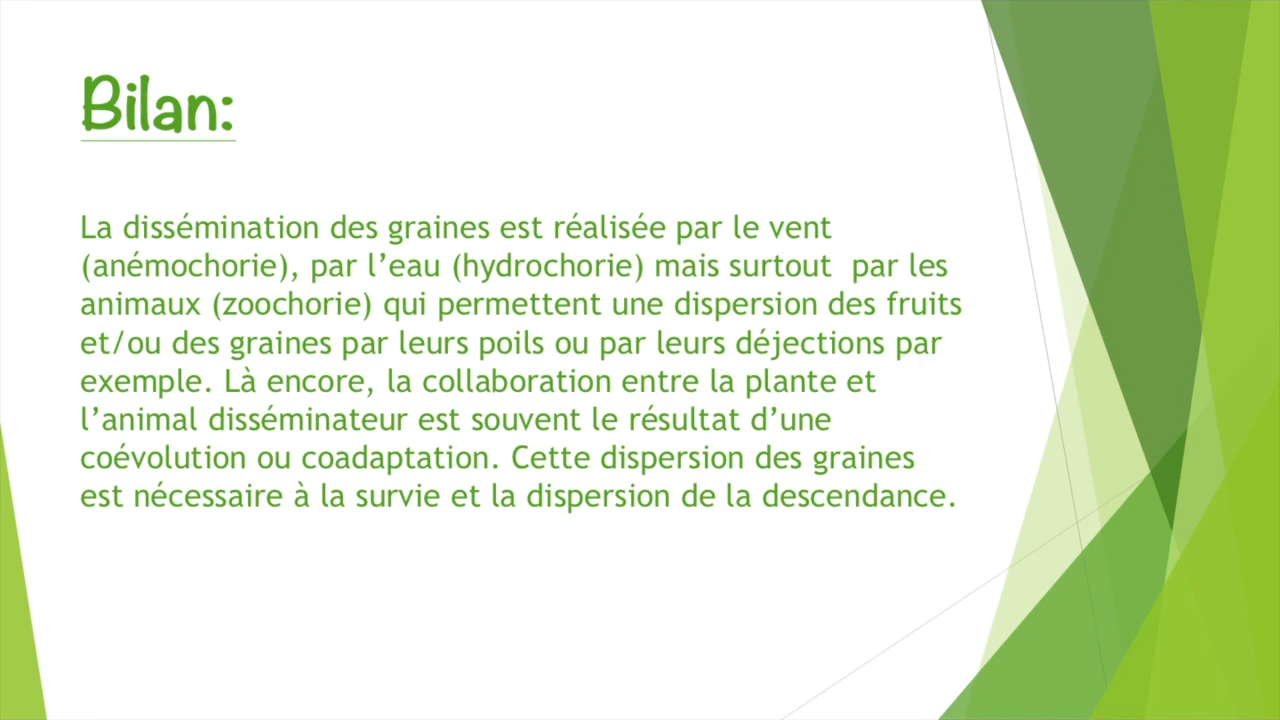 Bilan:
La dissémination des graines est réalisée par le vent
(anémochorie), par l’eau (hydrochorie) mais surtout  par les
animaux (zoochorie) qui permettent une dispersion des fruits
et/ou des graines par leurs poils ou par leurs déjections par
exemple. Là encore, la collaboration entre la plante et
l’animal disséminateur est souvent le résultat d’une
coévolution ou coadaptation. Cette dispersion des graines
est nécessaire à la survie et la dispersion de la descendance.